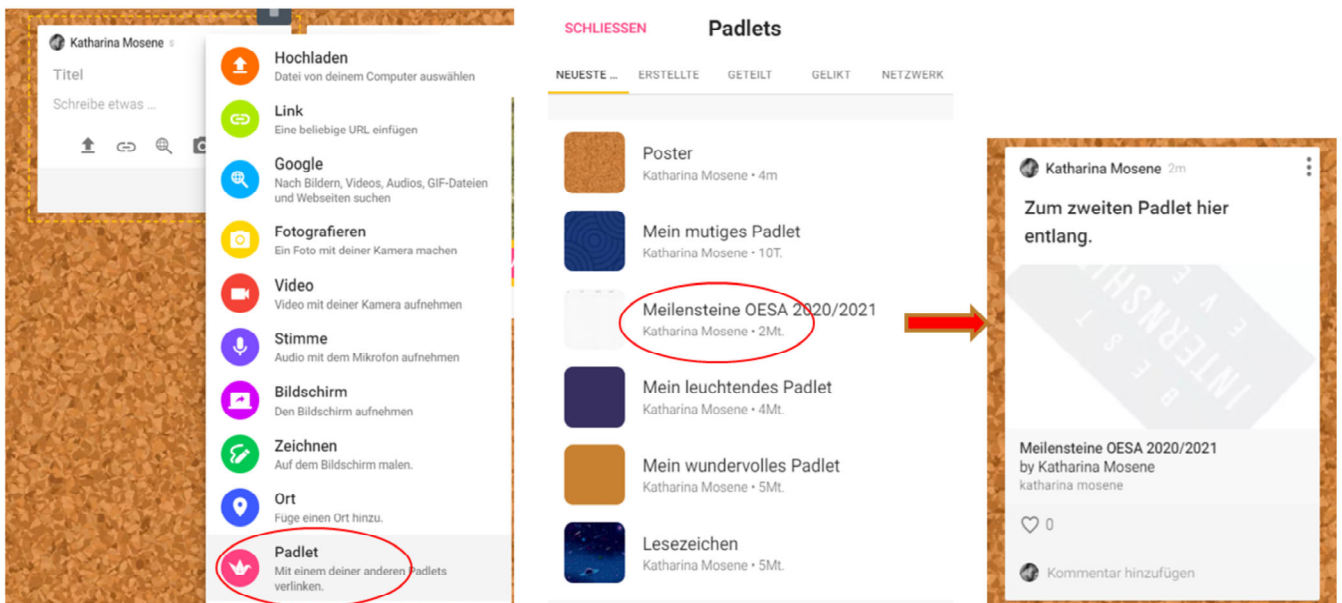 Katharina Mosene s
Titel
Schreibe etwas ...
Hochladen
Datei von deinem Computer auswählen
Link
Eine beliebige URL einfügen
Google
Nach Bildern, Videos, Audios, GIF-Dateien
und Webseiten suchen
Fotografieren
Ein Foto mit deiner Kamera machen
Video
Video mit deiner Kamera aufnehmen
Stimme
Audio mit dem Mikrofon aufnehmen
Bildschirm
Den Bildschirm aufnehmen
Zeichnen
Auf dem Bildschirm malen.
Ort
Füge einen Ort hinzu.
Padlet
Mit einem deiner anderen Padlets
verlinken.
SCHLIESSEN Padlets
NEUESTE ... ERSTELLTE GETEILT GELIKT NETZWERK
Poster
Katharina Mosene • 4m
Mein mutiges Padlet
Katharina Mosene • 10T.
Meilensteine OESA 2020/2021
Katharina Mosene • 2Mt.
Mein leuchtendes Padlet
Katharina Mosene • 4Mt.
Mein wundervolles Padlet
Katharina Mosene • 5Mt.
Lesezeichen
Katharina Mosene • 5Mt.
Katharina Mosene 2m
Zum zweiten Padlet hier
entlang.
Meilensteine OESA 2020/2021
by Katharina Mosene
katharina mosene
0
Kommentar hinzufügen